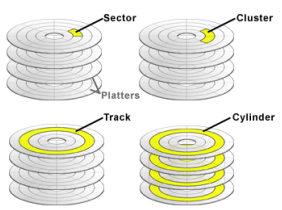 Sector
Cluster
Platters
Track
Cylinder